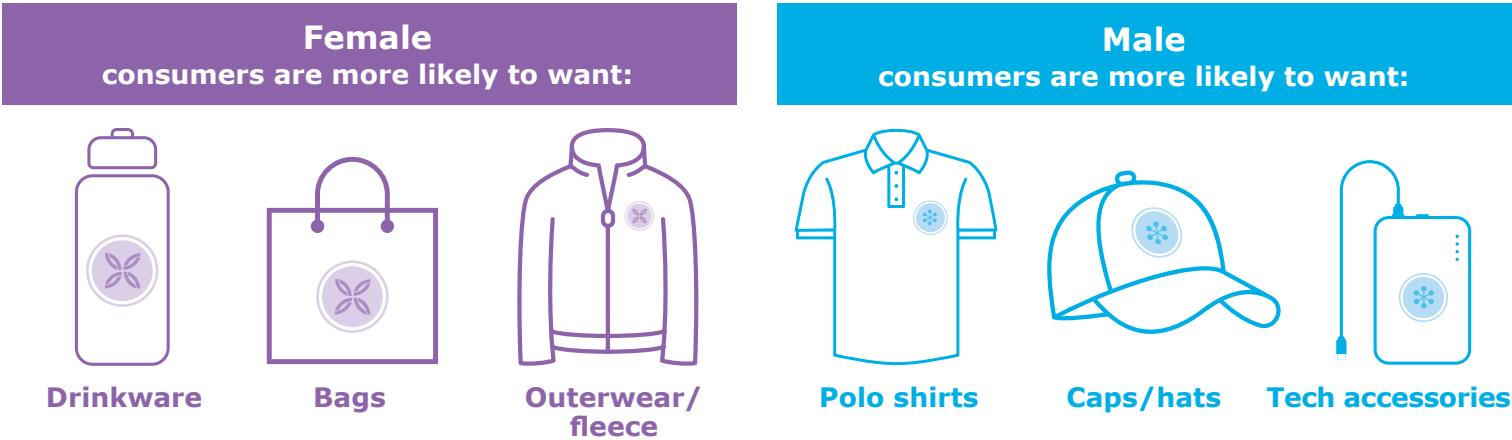 Female
consumers are more likely to want:
Drinkware
Bags
Outerwear/
fleece
Male
consumers are more likely to want:
Polo shirts
Caps/hats
Tech accessories